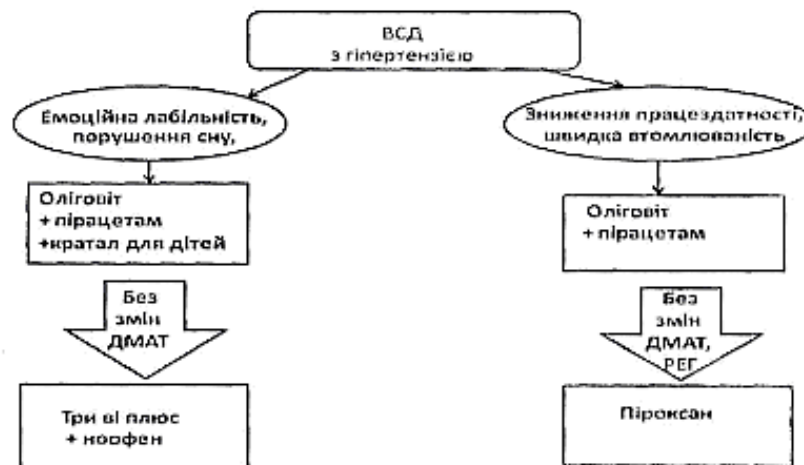 ВСД
з гіпертензією
Емоційна лабільність,
порушення сну,
Зниження працездатності,
швидка втомлюваність
Оліговіт
+ пірацетам
+кратал для дітей
Оліговіт
+ пірацетам
Без
змін
ДМАТ
Без
змін
ДМАТ,
РЕГ
Три ві плюс
+ ноофен
Піроксан